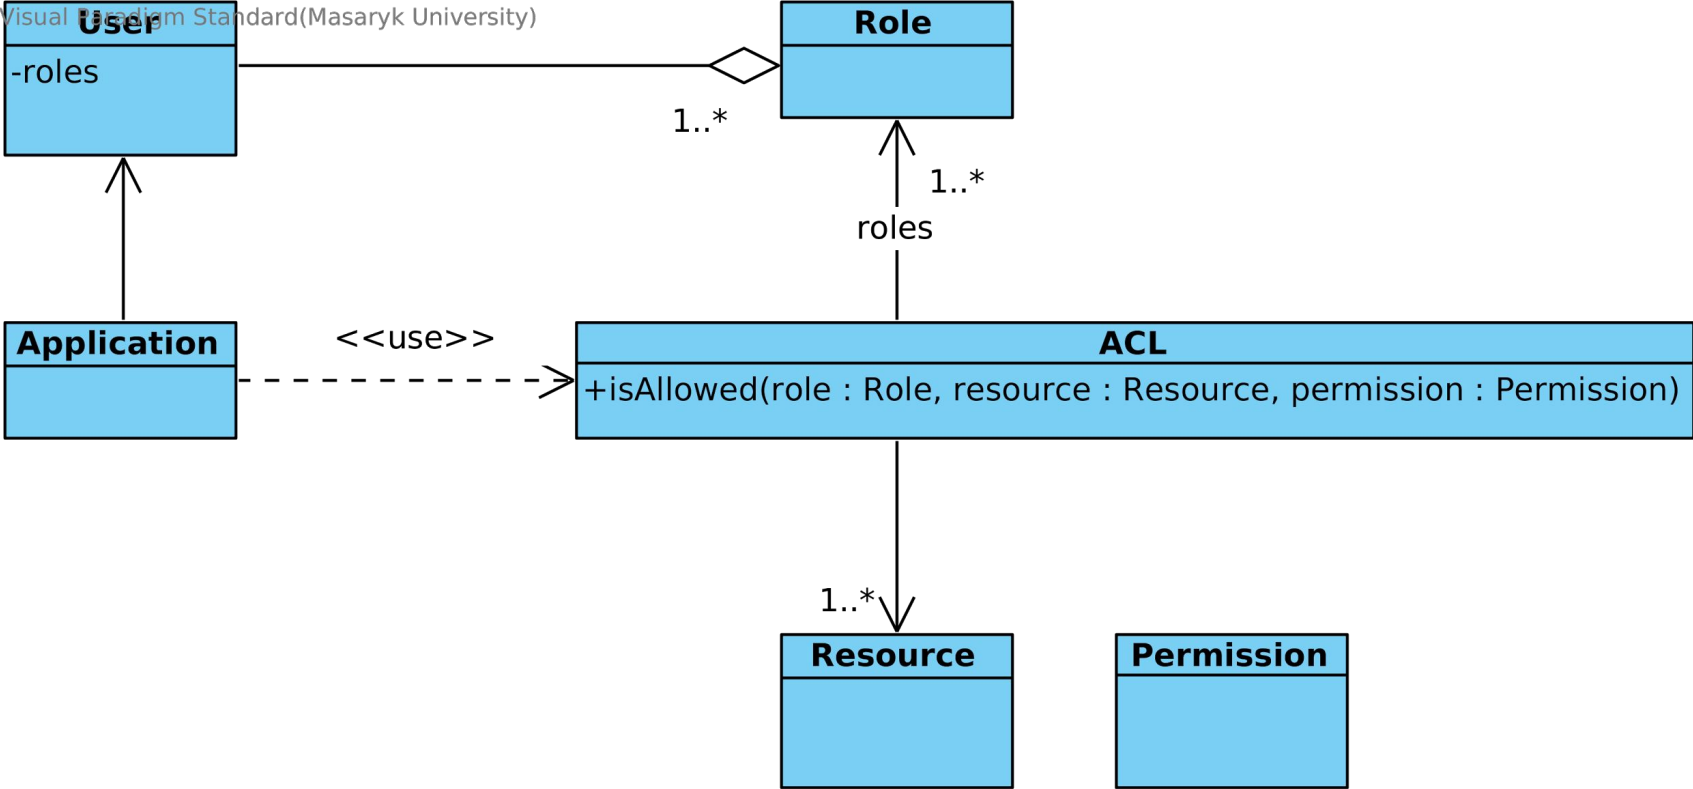 Visual Paradigm Standard(Masaryk University)
User
Role
-roles
1..*
1..*
roles
Application
<<use>>
ACL
+isAllowed(role : Role, resource : Resource, permission : Permission)
1..*
Resource
Permission